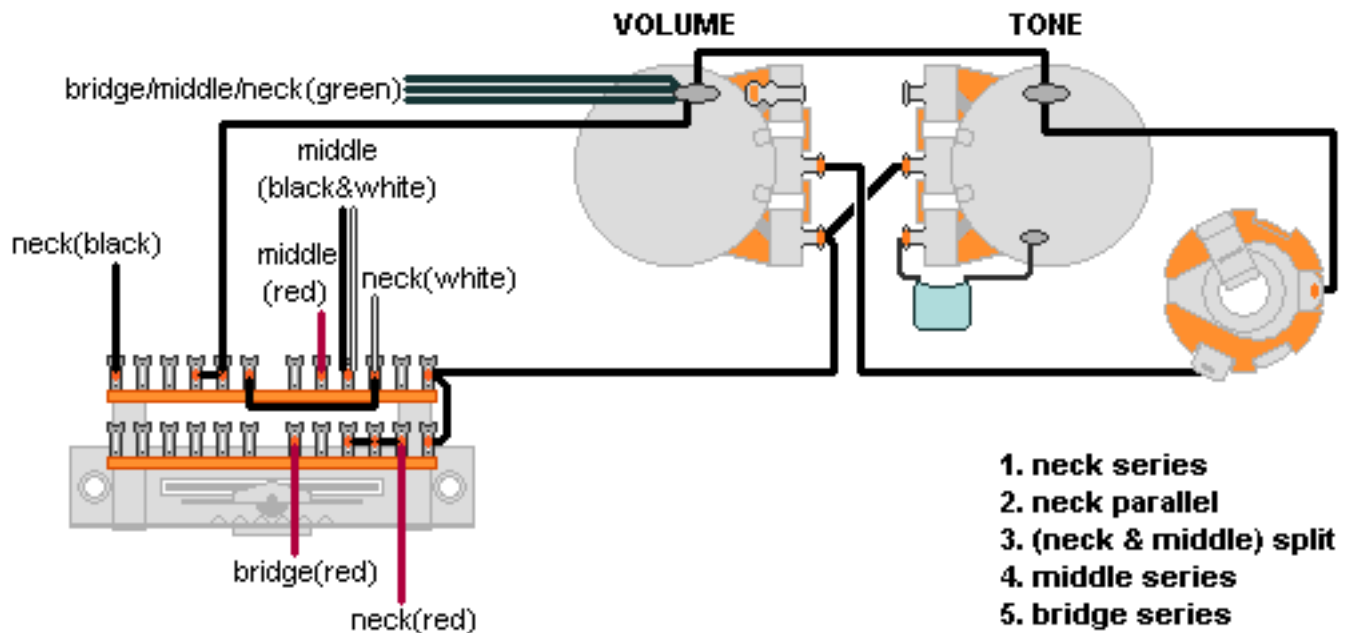 VOLUME
TONE
bridge/middle/neck(green)
middle
(black&white)
neck(black)
middle
(red)
neck(white)
bridge(red)
neck(red)
1. neck series
2. neck parallel
3. (neck & middle) split
4. middle series
5. bridge series